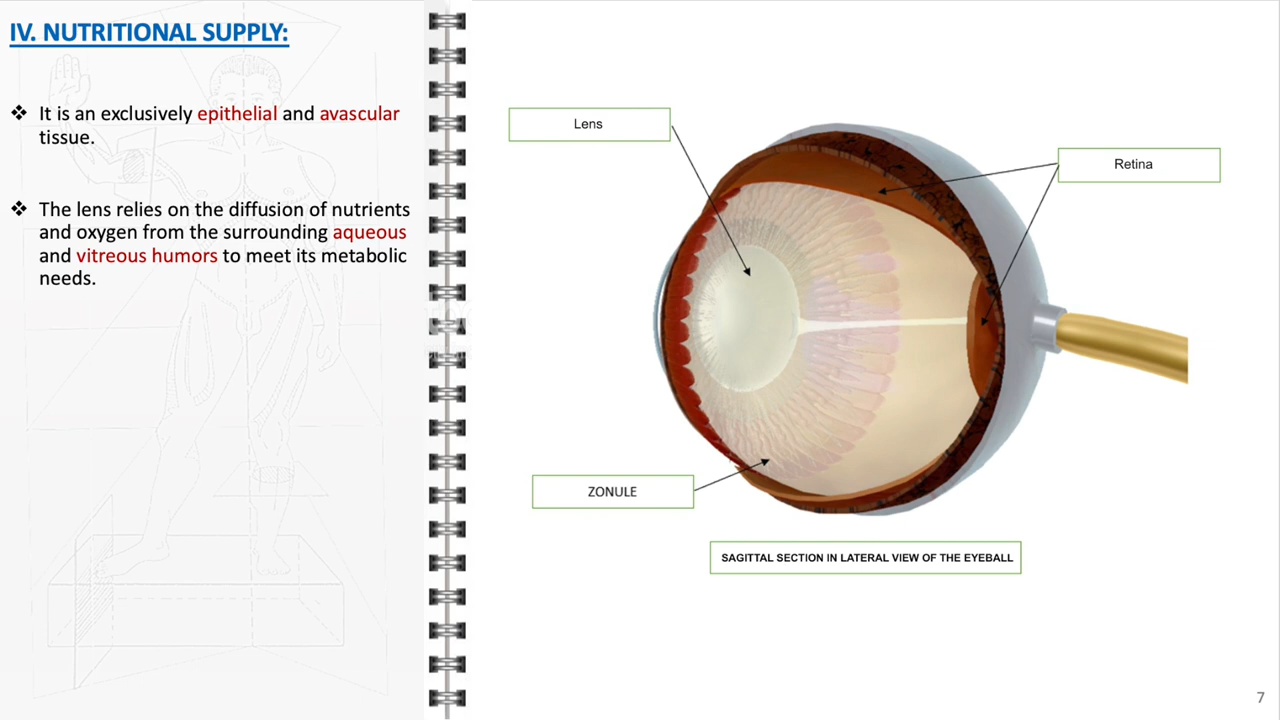 IV. NUTRITIONAL SUPPLY:
❖ It is an exclusively epithelial and avascular
tissue.
❖ The lens relies on the diffusion of nutrients
and oxygen from the surrounding aqueous
and vitreous humors to meet its metabolic
needs.
Lens
Retina
ZONULE
SAGITTAL SECTION IN LATERAL VIEW OF THE EYEBALL
7